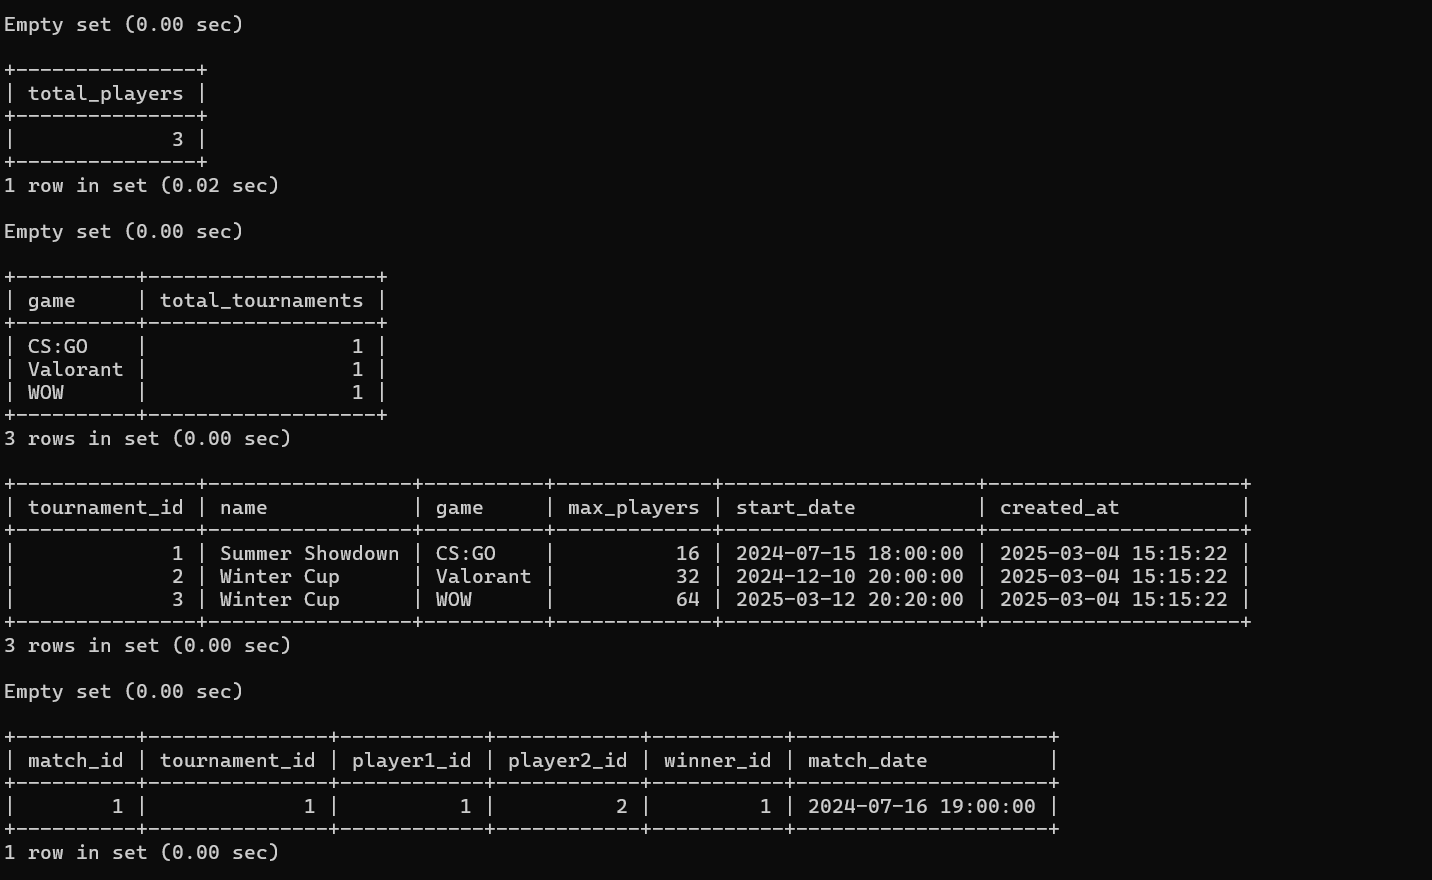 Empty set (0.00 sec)

+---------------+
| total_players |
+---------------+
|             3 |
+---------------+
1 row in set (0.02 sec)

Empty set (0.00 sec)

+----------+-------------------+
| game     | total_tournaments |
+----------+-------------------+
| CS:GO    |                 1 |
| Valorant |                 1 |
| WOW      |                 1 |
+----------+-------------------+
3 rows in set (0.00 sec)

+---------------+-----------------+----------+-------------+---------------------+---------------------+
| tournament_id | name            | game     | max_players | start_date          | created_at          |
+---------------+-----------------+----------+-------------+---------------------+---------------------+
|             1 | Summer Showdown | CS:GO    |          16 | 2024-07-15 18:00:00 | 2025-03-04 15:15:22 |
|             2 | Winter Cup      | Valorant |          32 | 2024-12-10 20:00:00 | 2025-03-04 15:15:22 |
|             3 | Winter Cup      | WOW      |          64 | 2025-03-12 20:20:00 | 2025-03-04 15:15:22 |
+---------------+-----------------+----------+-------------+---------------------+---------------------+
3 rows in set (0.00 sec)

Empty set (0.00 sec)

+----------+---------------+------------+------------+-----------+---------------------+
| match_id | tournament_id | player1_id | player2_id | winner_id | match_date          |
+----------+---------------+------------+------------+-----------+---------------------+
|        1 |             1 |          1 |          2 |         1 | 2024-07-16 19:00:00 |
+----------+---------------+------------+------------+-----------+---------------------+
1 row in set (0.00 sec)